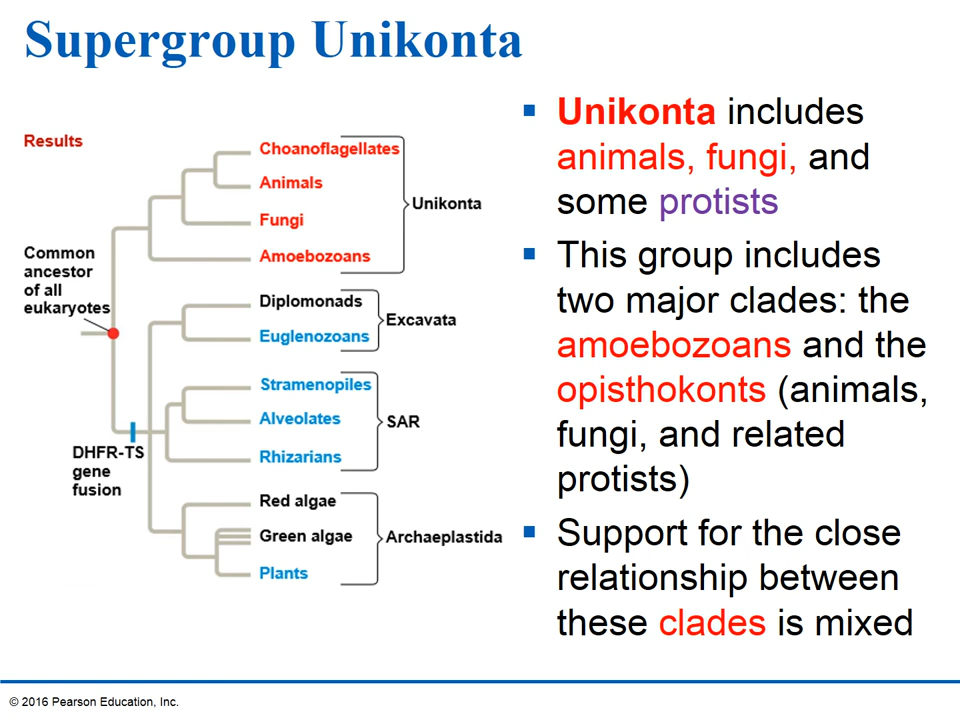 Supergroup Unikonta
Results
Choanoflagellates
Animals
Fungi
Amoebozoans
Unikonta
Common
ancestor
of all
eukaryotes
Diplomonads
Euglenozoans
Excavata
Stramenopiles
Alveolates
Rhizarians
SAR
DHFR-TS
gene
fusion
Red algae
Green algae
Plants
Archaeplastida
▪ Unikonta includes
animals, fungi, and
some protists
▪ This group includes
two major clades: the
amoebozoans and the
opisthokonts (animals,
fungi, and related
protists)
▪ Support for the close
relationship between
these clades is mixed
© 2016 Pearson Education, Inc.